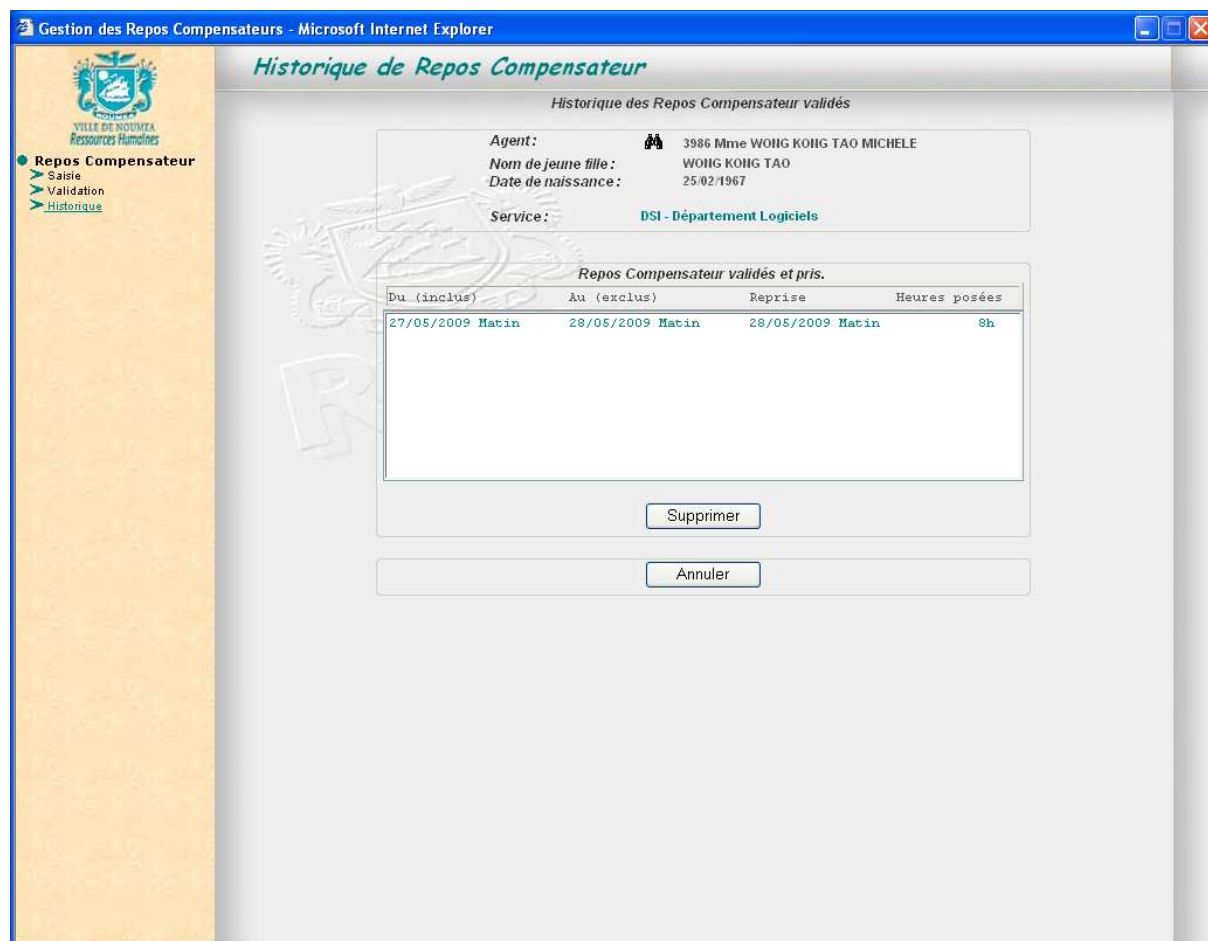 Gestion des Repos Compensateurs - Microsoft Internet Explorer
NOUMEA
VILLE DE NOUMEA
Ressources Humaines
Repos Compensateur
Saisie
Validation
Historique
Historique de Repos Compensateur
Historique des Repos Compensateur validés
Agent : 3986 Mme WONG KONG TAO MICHELE
Nom de jeune fille : WONG KONG TAO
Date de naissance : 25/02/1967
Service : DSI - Département Logiciels
Repos Compensateur validés et pris.
Du (inclus) Au (exclus) Reprise Heures posées
27/05/2009 Matin 28/05/2009 Matin 28/05/2009 Matin 8h
Supprimer
Annuler